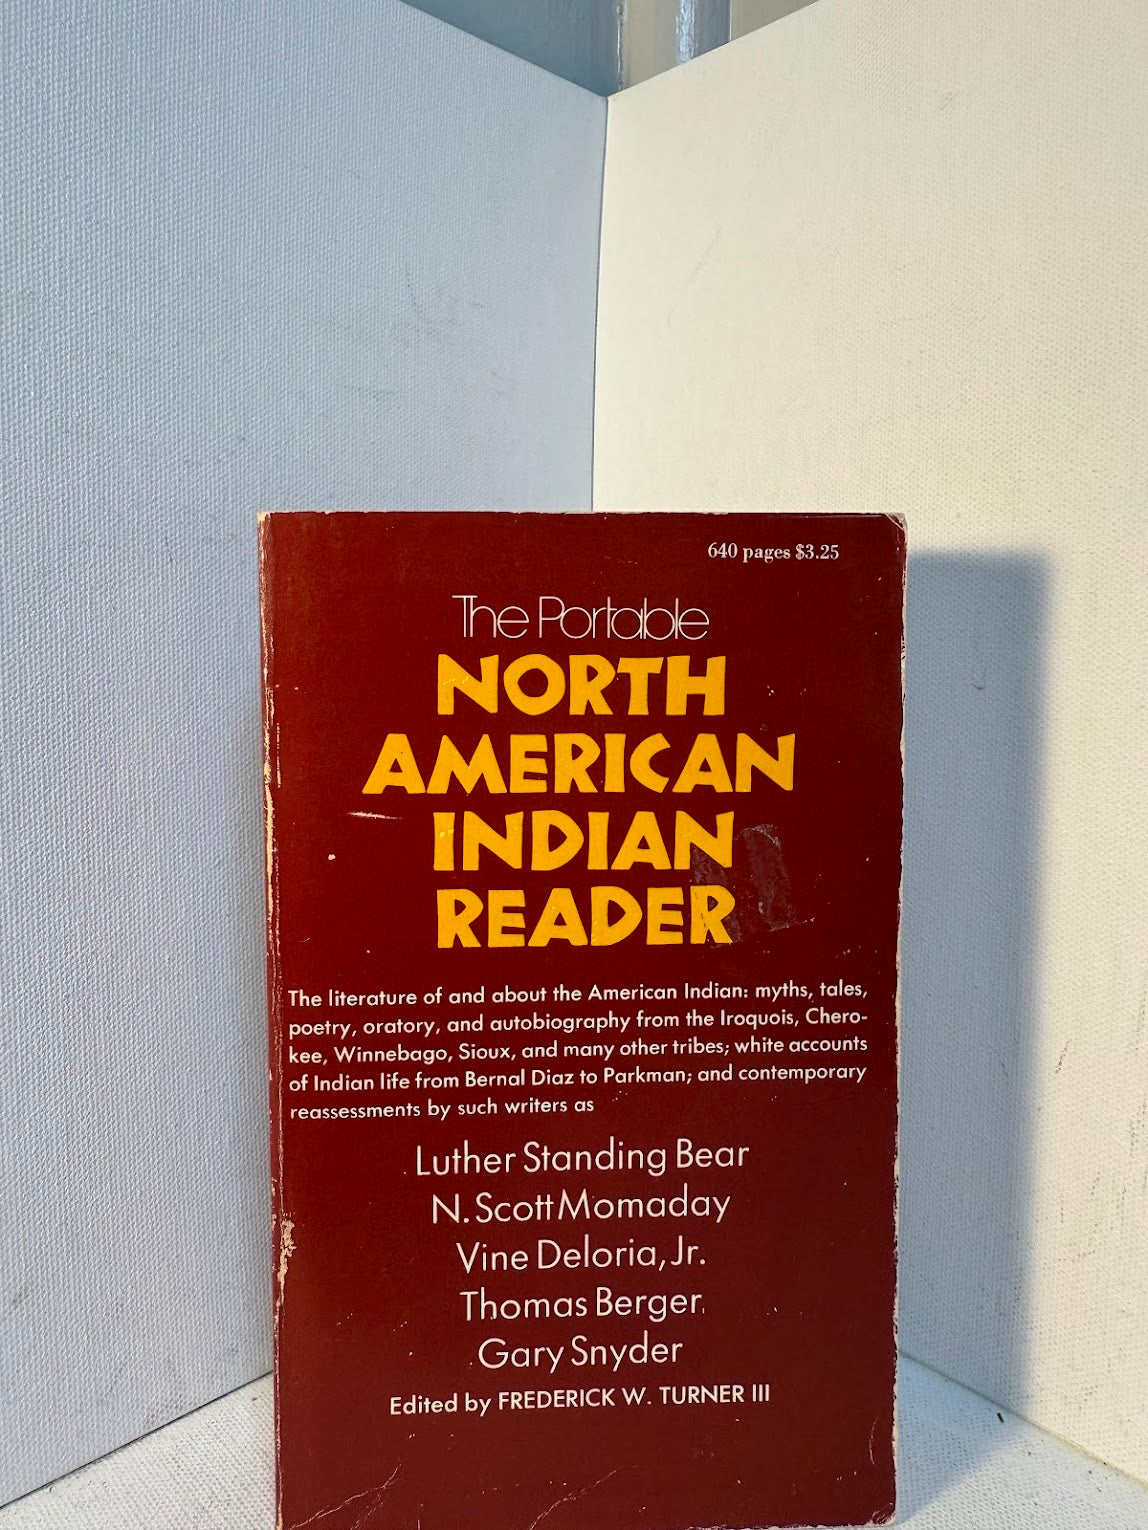 640 pages $3.25
The Portable
NORTH
AMERICAN
INDIAN
READER
The literature of and about the American Indian: myths, tales,
poetry, oratory, and autobiography from the Iroquois, Chero-
kee, Winnebago, Sioux, and many other tribes; white accounts
of Indian life from Bernal Diaz to Parkman; and contemporary
reassessments by such writers as
Luther Standing Bear
N. Scott Momaday
Vine Deloria, Jr.
Thomas Berger
Gary Snyder
Edited by FREDERICK W. TURNER III